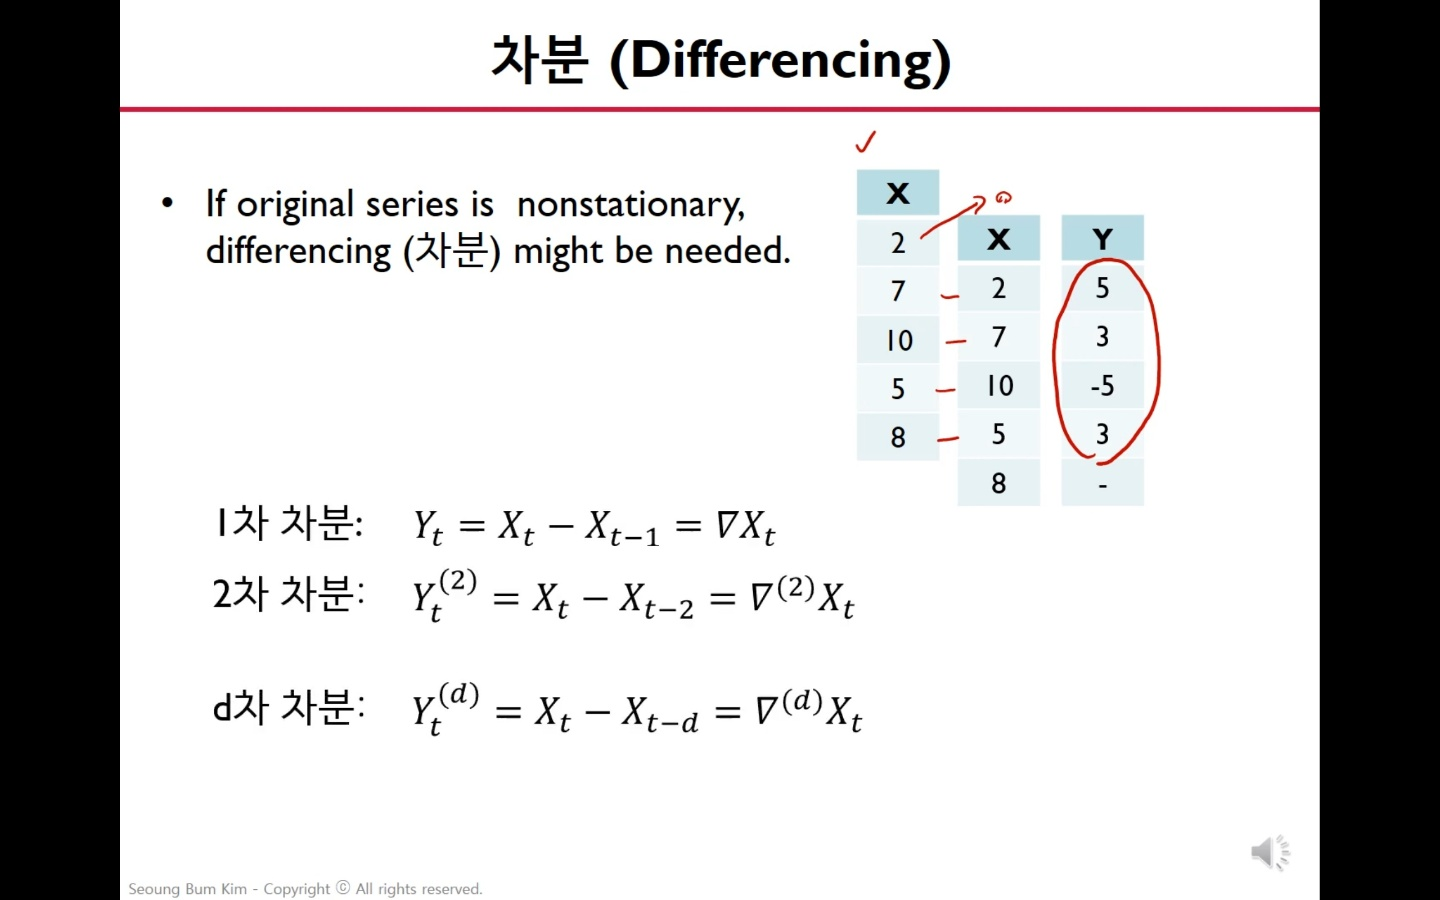 차분 (Differencing)
• If original series is nonstationary,
differencing (차분) might be needed.
X
2
7
10
5
8
X
2
7
10
5
8
Y
5
3
-5
3
-
1차 차분: Y_t = X_t − X_{t−1} = ∇X_t
2차 차분: Y_t^{(2)} = X_t − X_{t−2} = ∇^{(2)}X_t
d차 차분: Y_t^{(d)} = X_t − X_{t−d} = ∇^{(d)}X_t
Seoung Bum Kim - Copyright ⓒ All rights reserved.